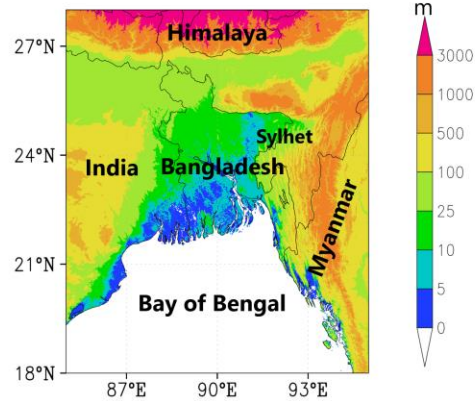 m
27°N
Himalaya
3000
1000
500
Sylhet
24°N
India
Bangladesh
100
25
10
Myanmar
21°N
5
Bay of Bengal
0
18°N
87°E
90°E
93°E